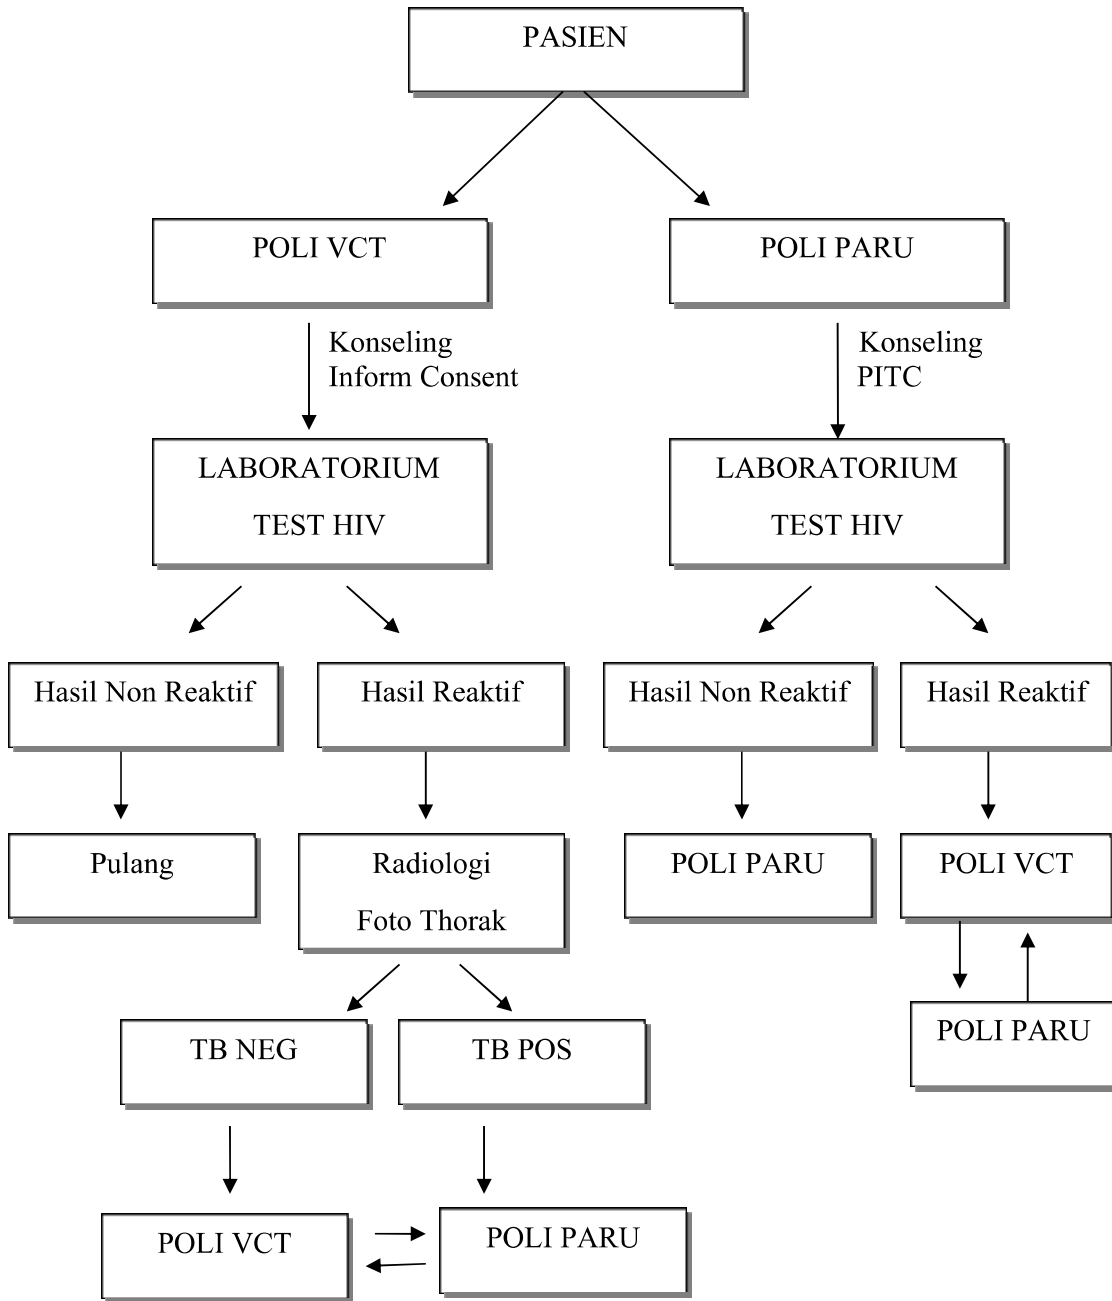 PASIEN
POLI VCT
POLI PARU
Konseling
Inform Consent
Konseling
PITC
LABORATORIUM
TEST HIV
LABORATORIUM
TEST HIV
Hasil Non Reaktif
Hasil Reaktif
Hasil Non Reaktif
Hasil Reaktif
Pulang
Radiologi
Foto Thorak
POLI PARU
POLI VCT
TB NEG
TB POS
POLI PARU
POLI VCT
POLI PARU